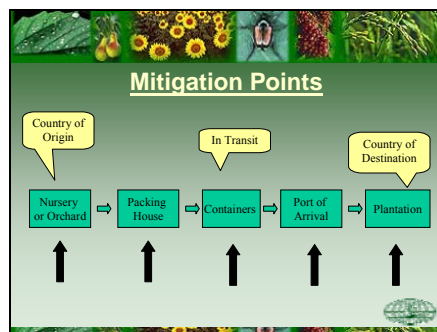 Mitigation Points
Country of
Origin
In Transit
Country of
Destination
Nursery
or Orchard
Packing
House
Containers
Port of
Arrival
Plantation